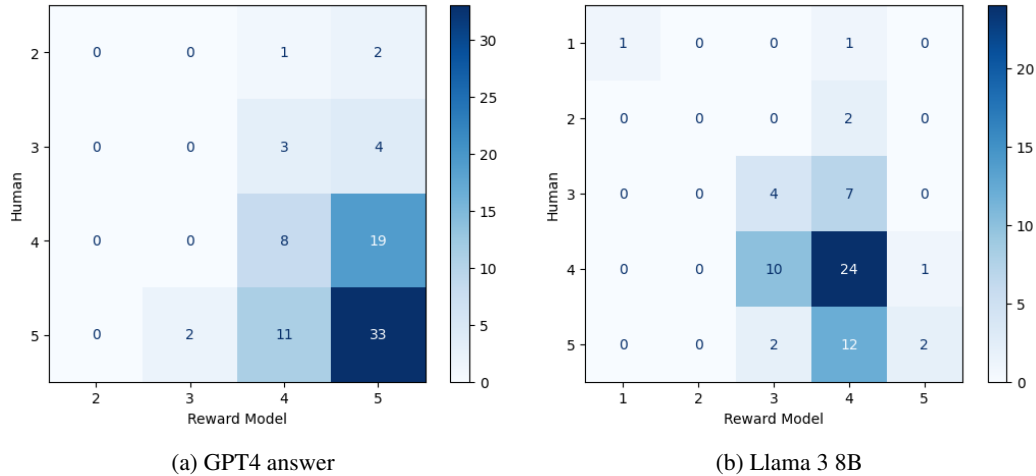 2 0 0 1 2
3 0 0 3 4
4 0 0 8 19
5 0 2 11 33
2 3 4 5
Human
Reward Model
30
25
20
15
10
5
0
(a) GPT4 answer
1 1 0 0 1 0
2 0 0 0 2 0
3 0 0 4 7 0
4 0 0 10 24 1
5 0 0 2 12 2
1 2 3 4 5
Human
Reward Model
20
15
10
5
0
(b) Llama 3 8B